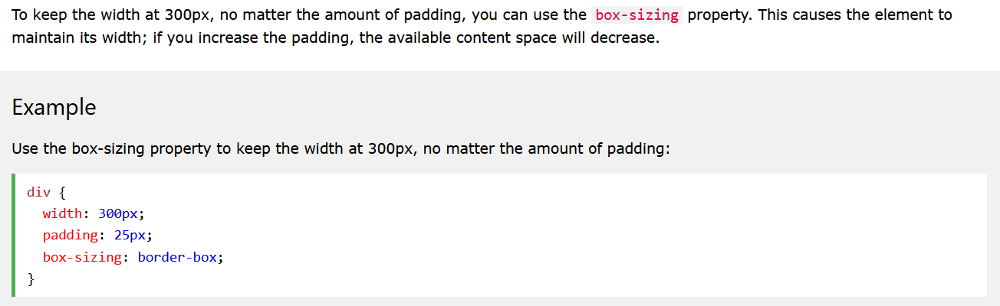 To keep the width at 300px, no matter the amount of padding, you can use the box-sizing property. This causes the element to
maintain its width; if you increase the padding, the available content space will decrease.
Example
Use the box-sizing property to keep the width at 300px, no matter the amount of padding:
div {
  width: 300px;
  padding: 25px;
  box-sizing: border-box;
}